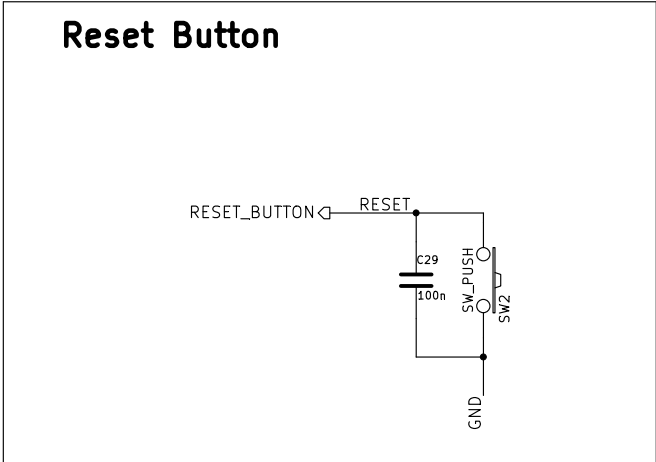 Reset Button
RESET_BUTTON
RESET
C29
100n
SW_PUSH
SW2
GND